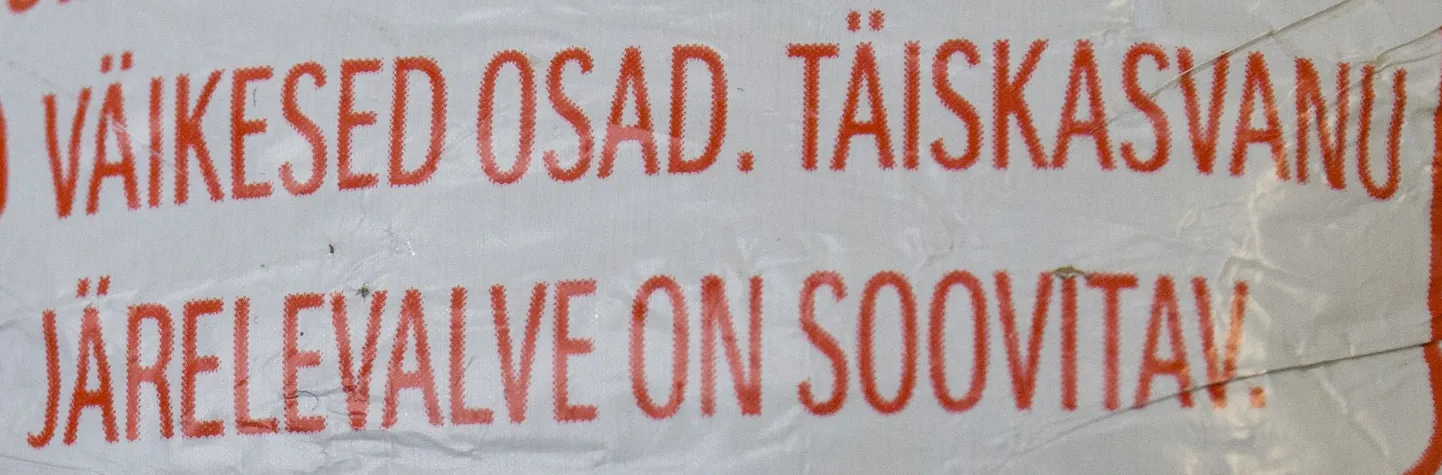 VÄIKESED OSAD. TÄISKASVANU
JÄRELEVALVE ON SOOVITAV.